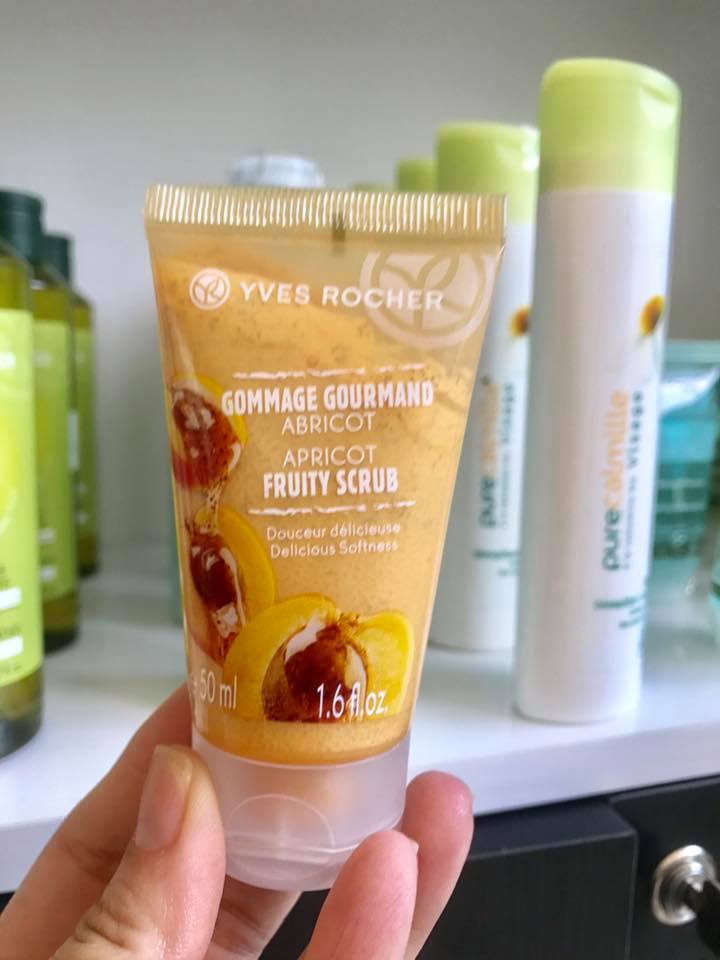 YVES ROCHER
GOMMAGE GOURMAND
ABRICOT
APRICOT
FRUITY SCRUB
Douceur délicieuse
Delicious Softness
50 ml
1.6 fl.oz.
pure calmille
pure calmille